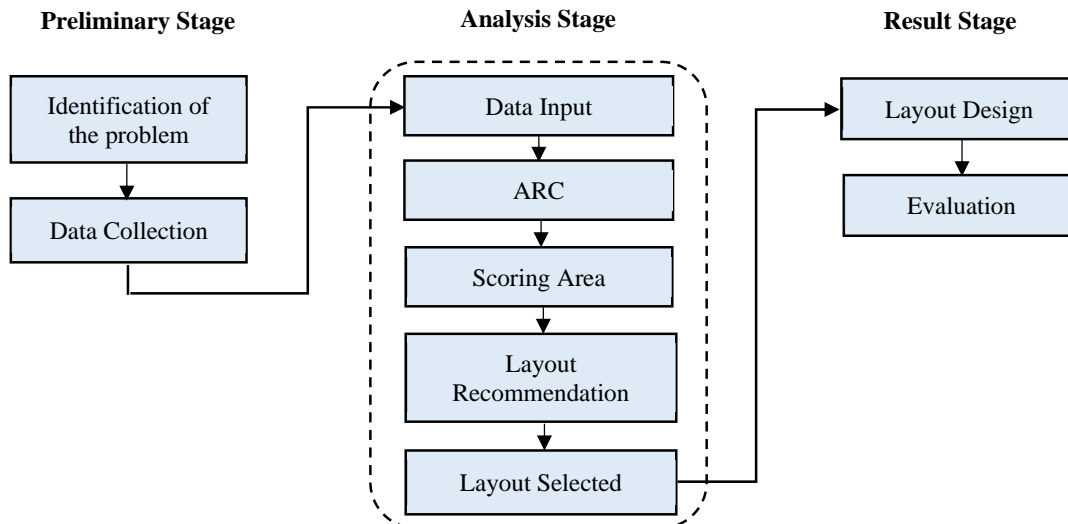 Preliminary Stage
Identification of
the problem
Data Collection
Analysis Stage
Data Input
ARC
Scoring Area
Layout
Recommendation
Layout Selected
Result Stage
Layout Design
Evaluation